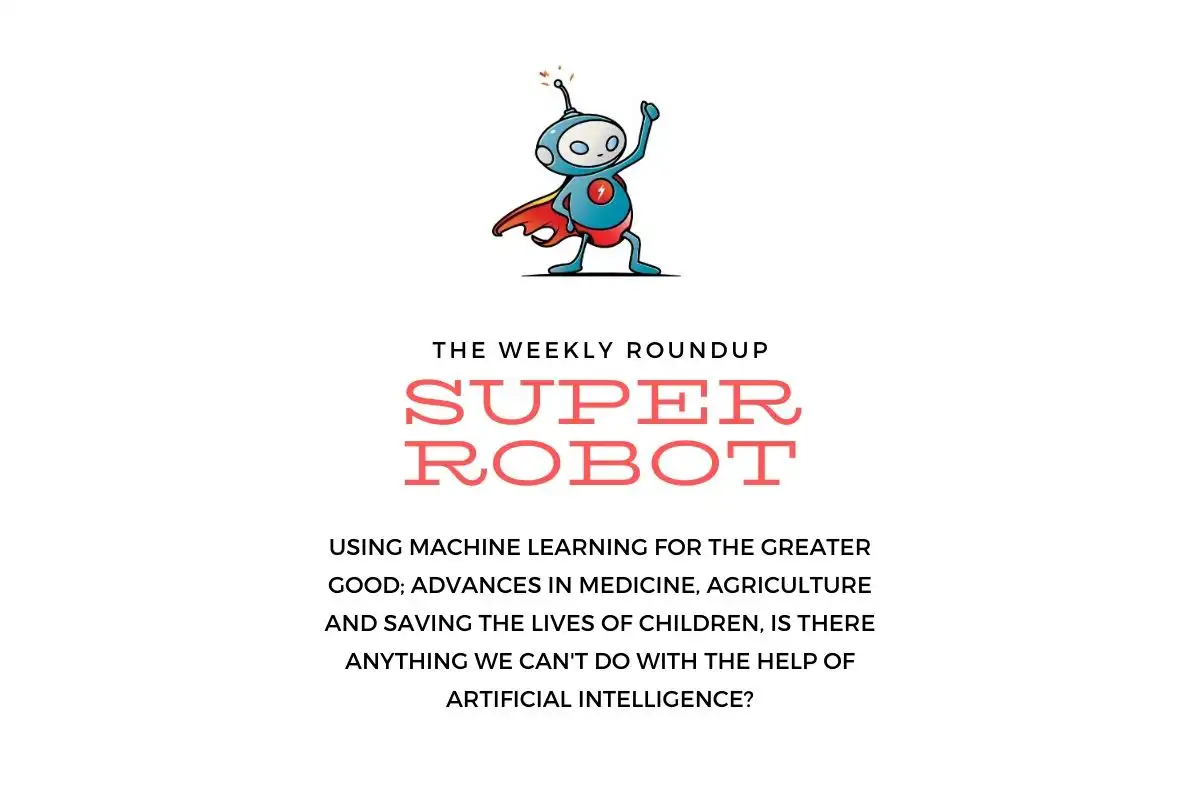 THE WEEKLY ROUNDUP
SUPER
ROBOT
USING MACHINE LEARNING FOR THE GREATER
GOOD; ADVANCES IN MEDICINE, AGRICULTURE
AND SAVING THE LIVES OF CHILDREN, IS THERE
ANYTHING WE CAN'T DO WITH THE HELP OF
ARTIFICIAL INTELLIGENCE?